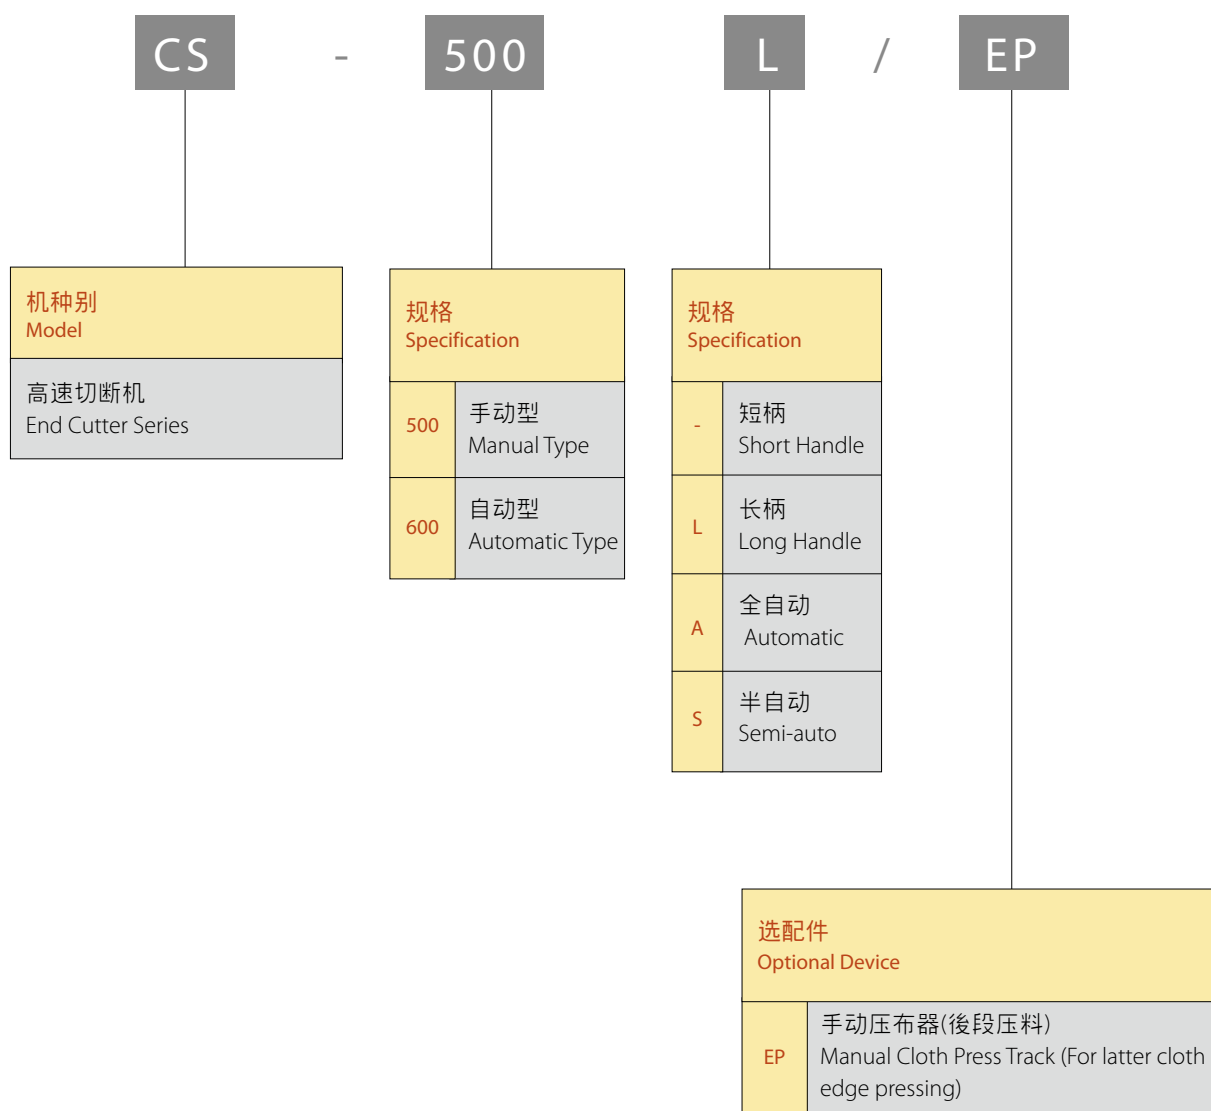 CS - 500 L / EP
机种别
Model
高速切断机
End Cutter Series
规格
Specification
500
手动型
Manual Type
600
自动型
Automatic Type
规格
Specification
-
短柄
Short Handle
L
长柄
Long Handle
A
全自动
Automatic
S
半自动
Semi-auto
选配件
Optional Device
EP
手动压布器(後段压料)
Manual Cloth Press Track (For latter cloth
edge pressing)